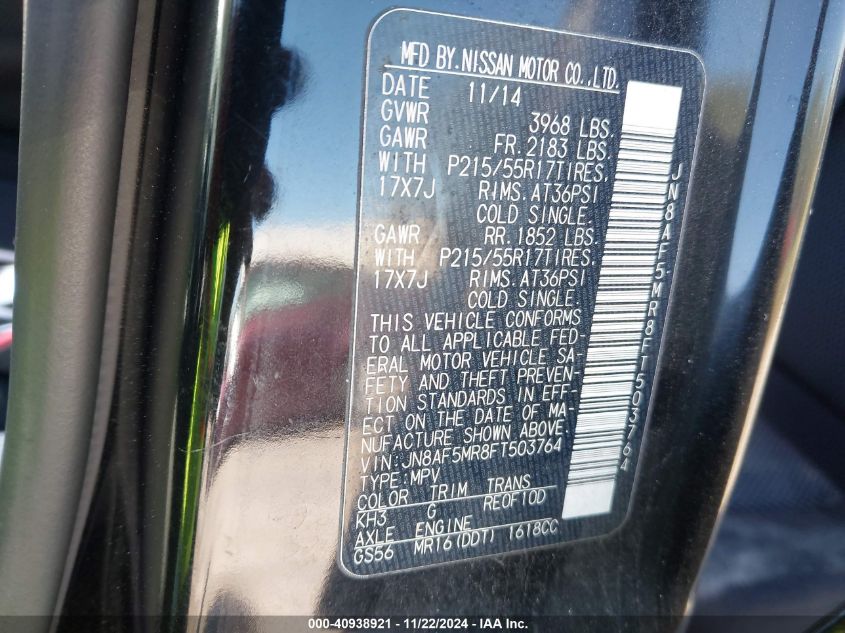 MFD BY.NISSAN MOTOR CO.,LTD.
DATE 11/14
GVWR 3968 LBS.
GAWR FR. 2183 LBS.
WITH P215/55R17TIRES.
17X7J RIMS. AT36PSI
COLD SINGLE.
GAWR RR. 1852 LBS.
WITH P215/55R17TIRES.
17X7J RIMS. AT36PSI
COLD SINGLE.
THIS VEHICLE CONFORMS
TO ALL APPLICABLE FED-
ERAL MOTOR VEHICLE SA-
FETY AND THEFT PREVEN-
TION STANDARDS IN EFF-
ECT ON THE DATE OF MA-
NUFACTURE SHOWN ABOVE.
VIN:JN8AF5MR8FT503764
TYPE:MPV
COLOR TRIM TRANS
KH3 G RE0F10D
AXLE ENGINE
GS56 MR16(DDT) 1618CC
JN8AF5MR8FT503764
000-40938921 - 11/22/2024 - IAA Inc.